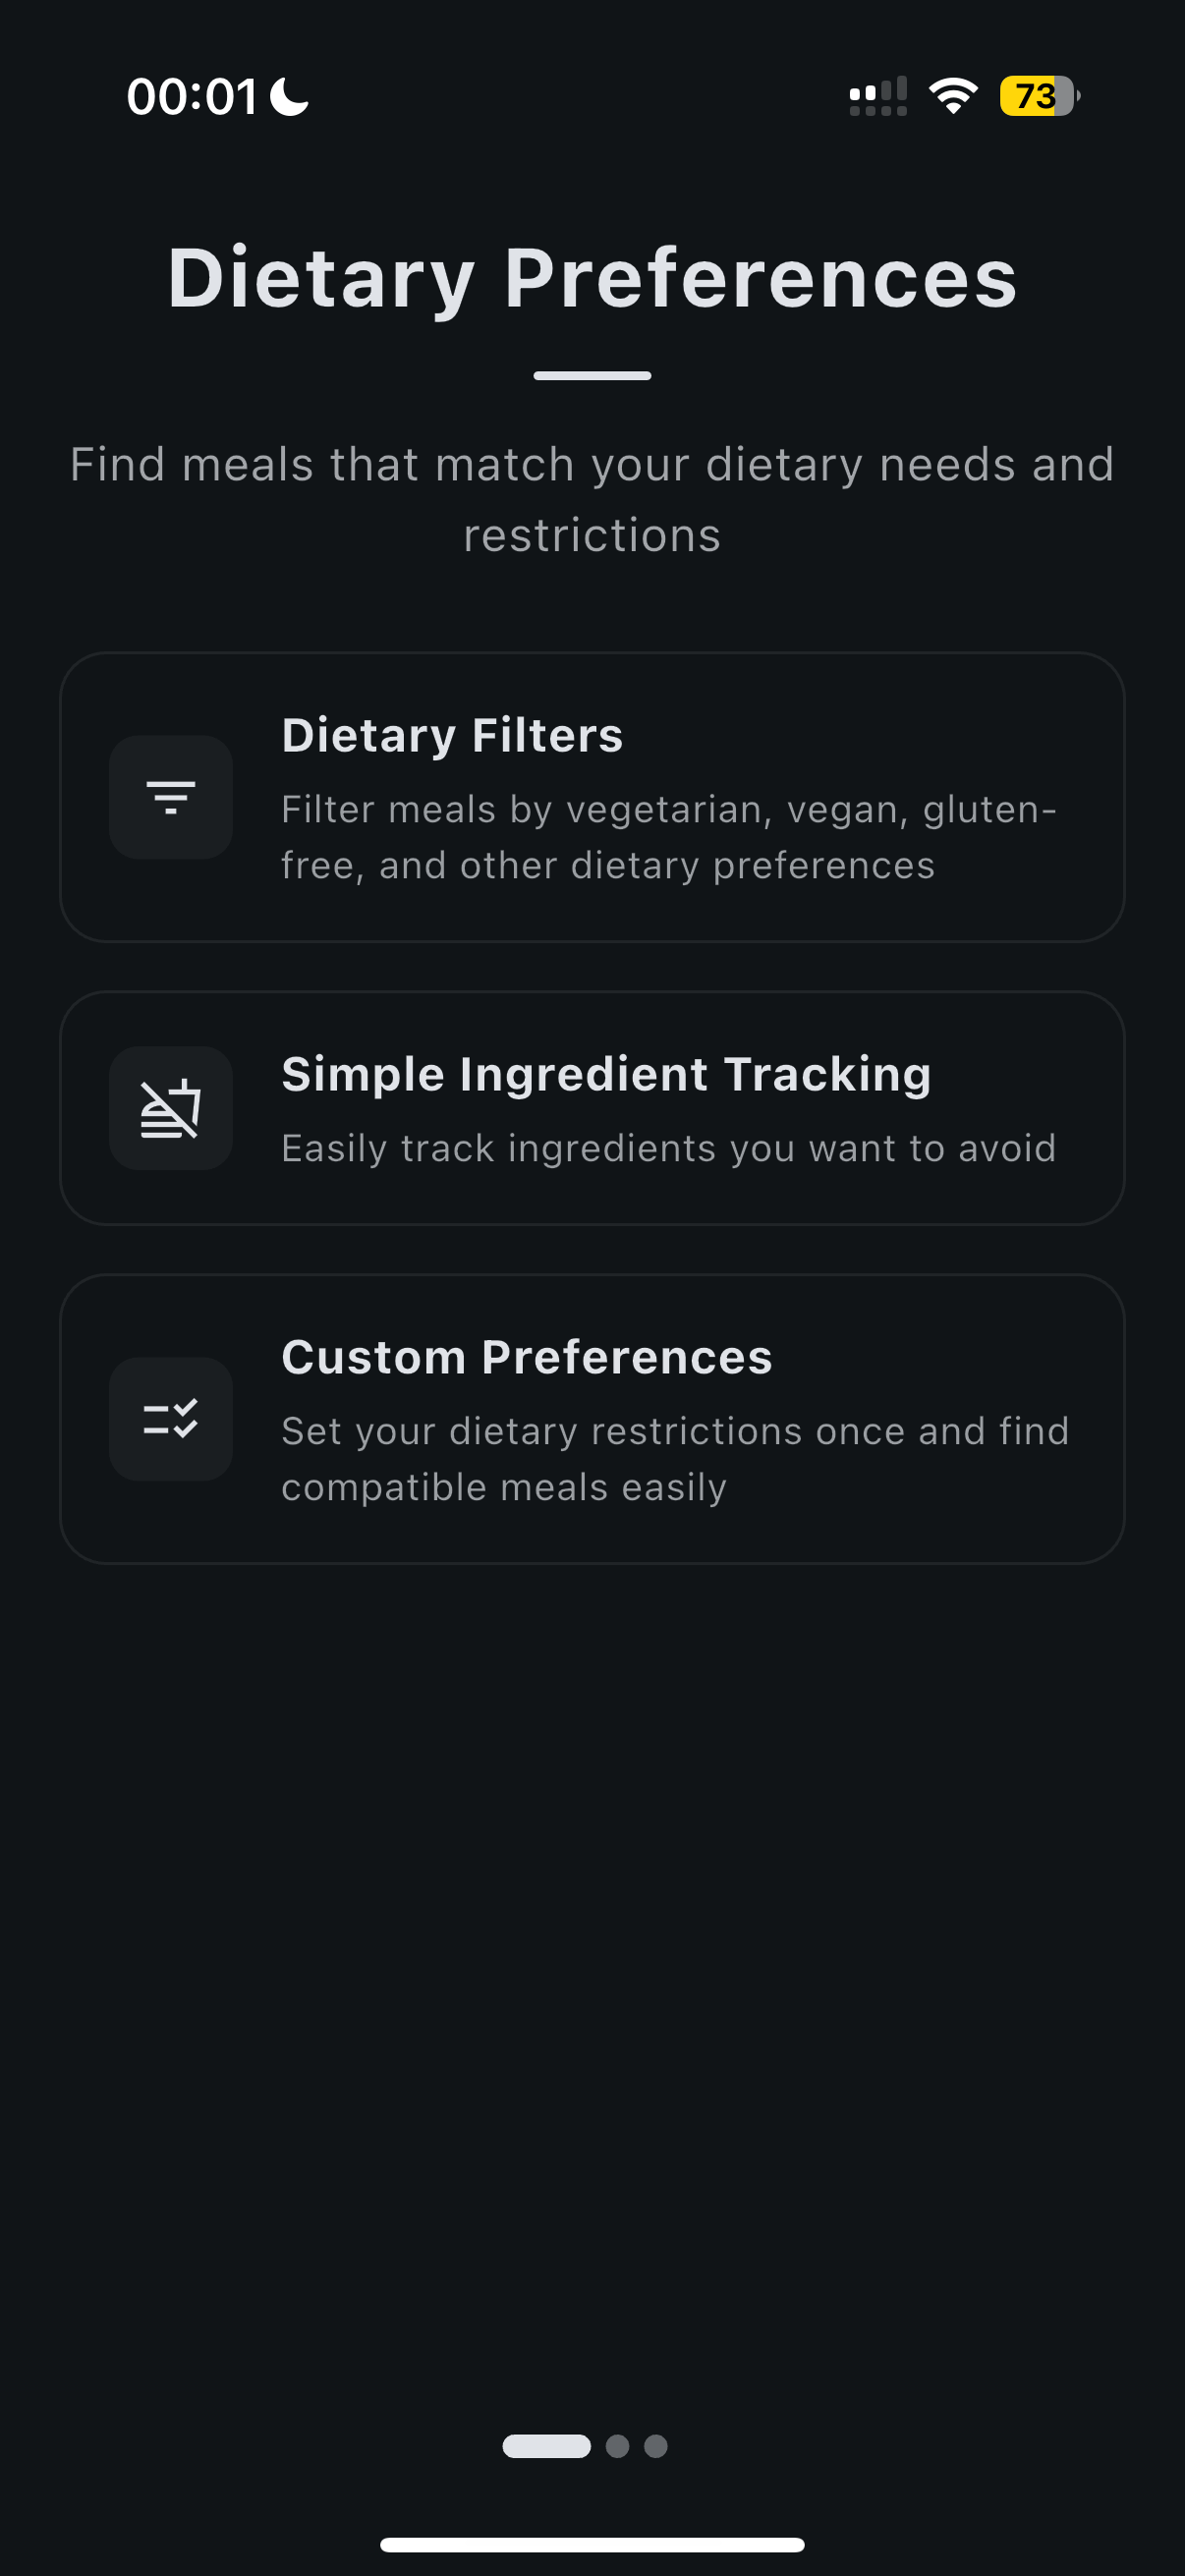 00:01
73
Dietary Preferences
Find meals that match your dietary needs and
restrictions
Dietary Filters
Filter meals by vegetarian, vegan, gluten-
free, and other dietary preferences
Simple Ingredient Tracking
Easily track ingredients you want to avoid
Custom Preferences
Set your dietary restrictions once and find
compatible meals easily